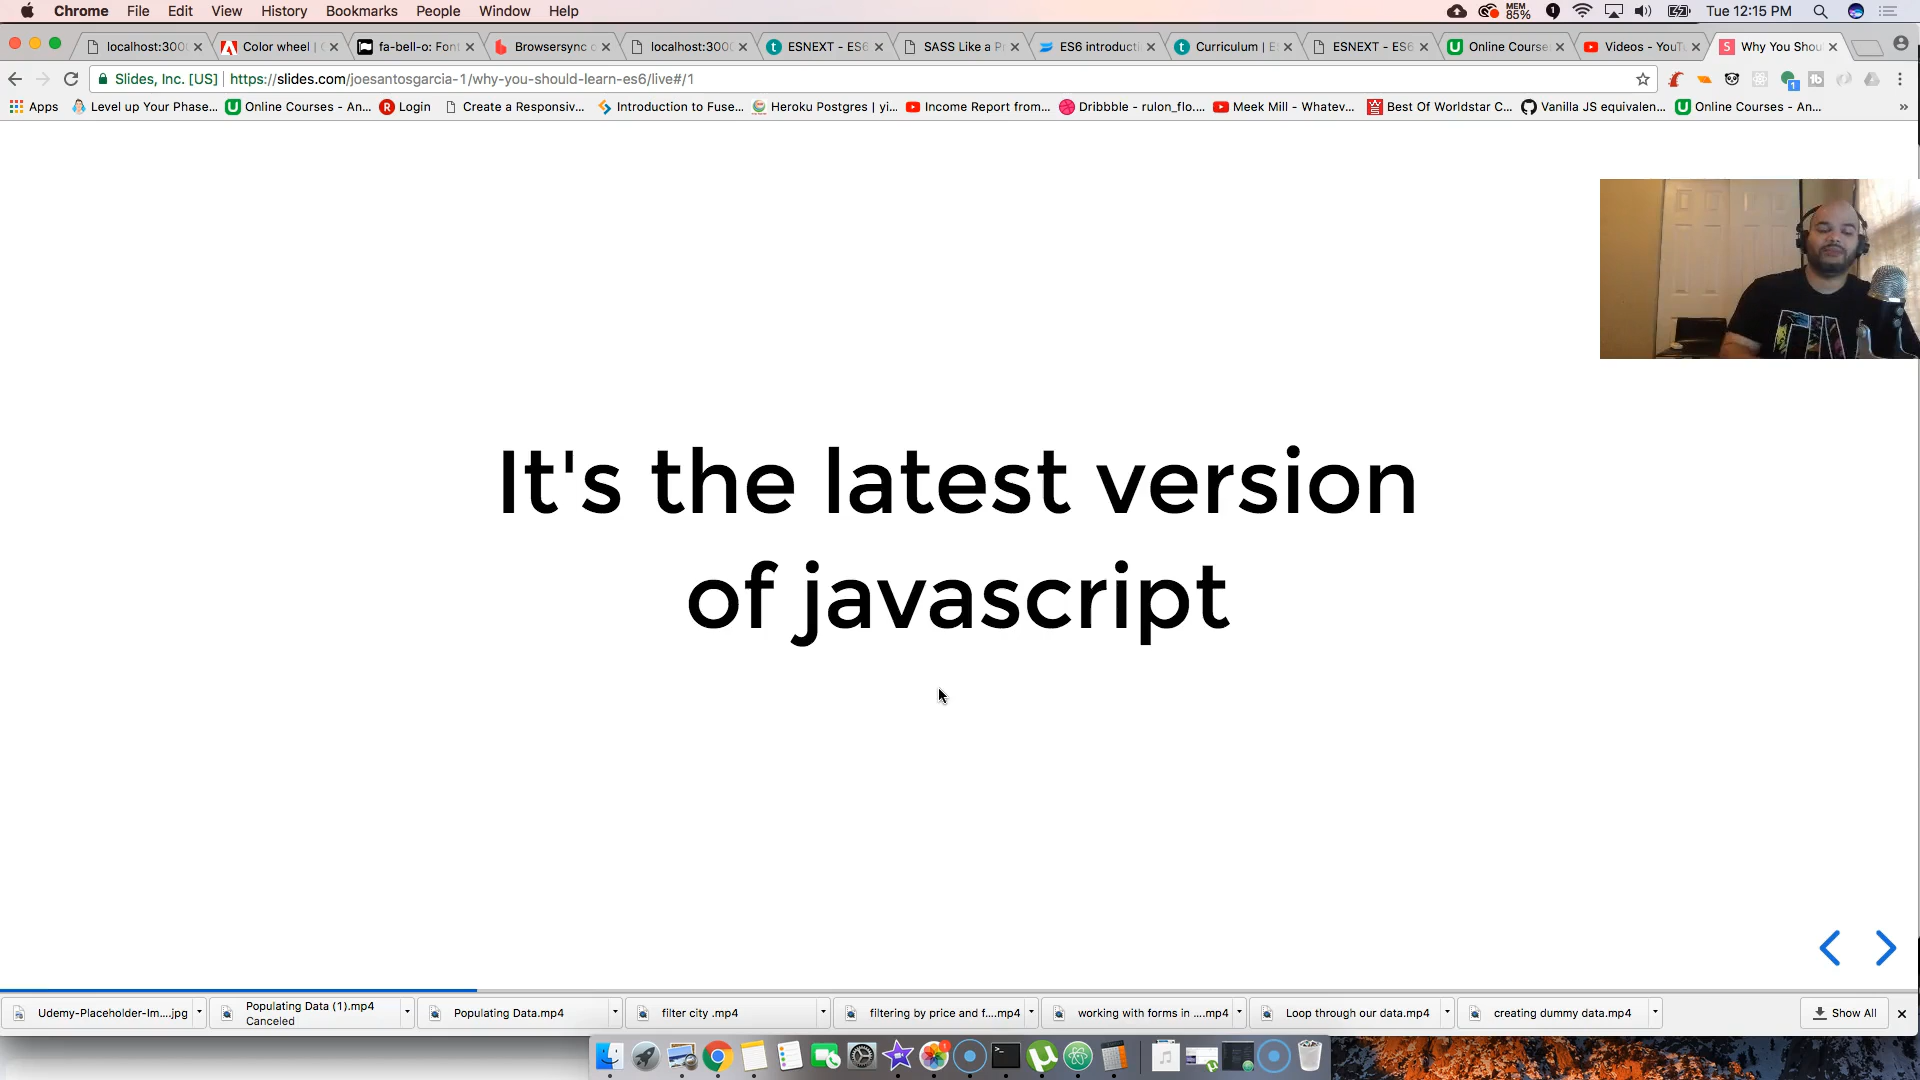 Chrome File Edit View History Bookmarks People Window Help MEM 85% Tue 12:15 PM
localhost:300 Color wheel | fa-bell-o: Font Browsersync localhost:300 ESNEXT - ES6 SASS Like a P ES6 introducti Curriculum | E ESNEXT - ES6 Online Course Videos - YouT Why You Shou
Slides, Inc. [US] https://slides.com/joesantosgarcia-1/why-you-should-learn-es6/live#/1
Apps Level up Your Phase... Online Courses - An... Login Create a Responsiv... Introduction to Fuse... Heroku Postgres | yi... Income Report from... Dribbble - rulon_flo.... Meek Mill - Whatev... Best Of Worldstar C... Vanilla JS equivalen... Online Courses - An... »
It's the latest version
of javascript
Udemy-Placeholder-Im....jpg Populating Data (1).mp4 Populating Data.mp4 filter city .mp4 filtering by price and f....mp4 working with forms in ....mp4 Loop through our data.mp4 creating dummy data.mp4 Show All
Canceled